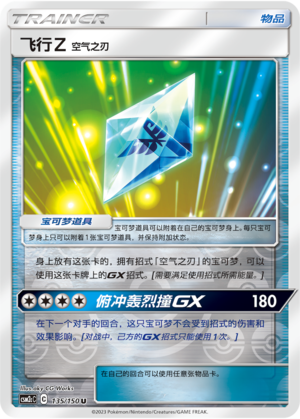 TRAINER 物品
飞行Z 空气之刃
宝可梦道具
宝可梦道具可以附着在自己的宝可梦身上。每只宝可
梦身上只可以附着1张宝可梦道具，并保持附加状态。
身上放有这张卡的，拥有招式「空气之刃」的宝可梦，可以
使用这张卡牌上的GX招式。[需要满足使用招式所需能量。]
俯冲轰烈撞GX 180
在下一个对手的回合，这只宝可梦不会受到招式的伤害和
效果影响。[对战中，己方的GX招式只能使用1次。]
Illus. sky CG Works
CSM2cC C 135/150 U
在自己的回合可以使用任意张物品卡。
©2023 Pokémon/Nintendo/Creatures/GAME FREAK.